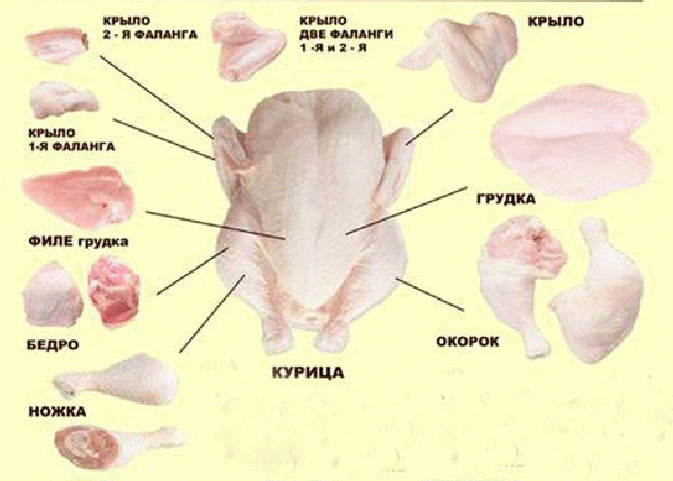 КРЫЛО
2 - Я ФАЛАНГА
КРЫЛО
ДВЕ ФАЛАНГИ
1 -Я и 2 - Я
КРЫЛО
КРЫЛО
1-Я ФАЛАНГА
ГРУДКА
ФИЛЕ грудка
БЕДРО
ОКОРОК
КУРИЦА
НОЖКА